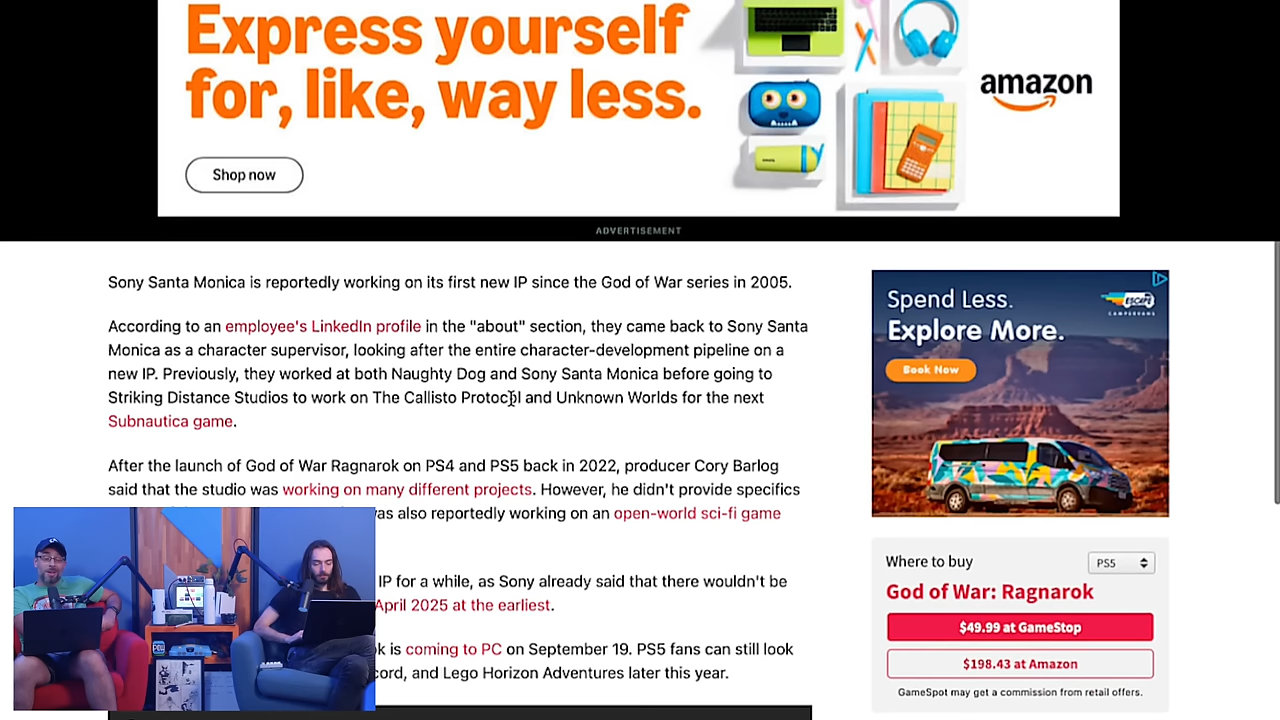 Express yourself
for, like, way less.
Shop now
amazon
ADVERTISEMENT
Sony Santa Monica is reportedly working on its first new IP since the God of War series in 2005.
According to an employee's LinkedIn profile in the "about" section, they came back to Sony Santa
Monica as a character supervisor, looking after the entire character-development pipeline on a
new IP. Previously, they worked at both Naughty Dog and Sony Santa Monica before going to
Striking Distance Studios to work on The Callisto Protocol and Unknown Worlds for the next
Subnautica game.
After the launch of God of War Ragnarok on PS4 and PS5 back in 2022, producer Cory Barlog
said that the studio was working on many different projects. However, he didn't provide specifics
was also reportedly working on an open-world sci-fi game
IP for a while, as Sony already said that there wouldn't be
April 2025 at the earliest.
is coming to PC on September 19. PS5 fans can still look
and Lego Horizon Adventures later this year.
Spend Less.
Explore More.
Book Now
ESCAPE
CAMPERVANS
Where to buy
PS5
God of War: Ragnarok
$49.99 at GameStop
$198.43 at Amazon
GameSpot may get a commission from retail offers.